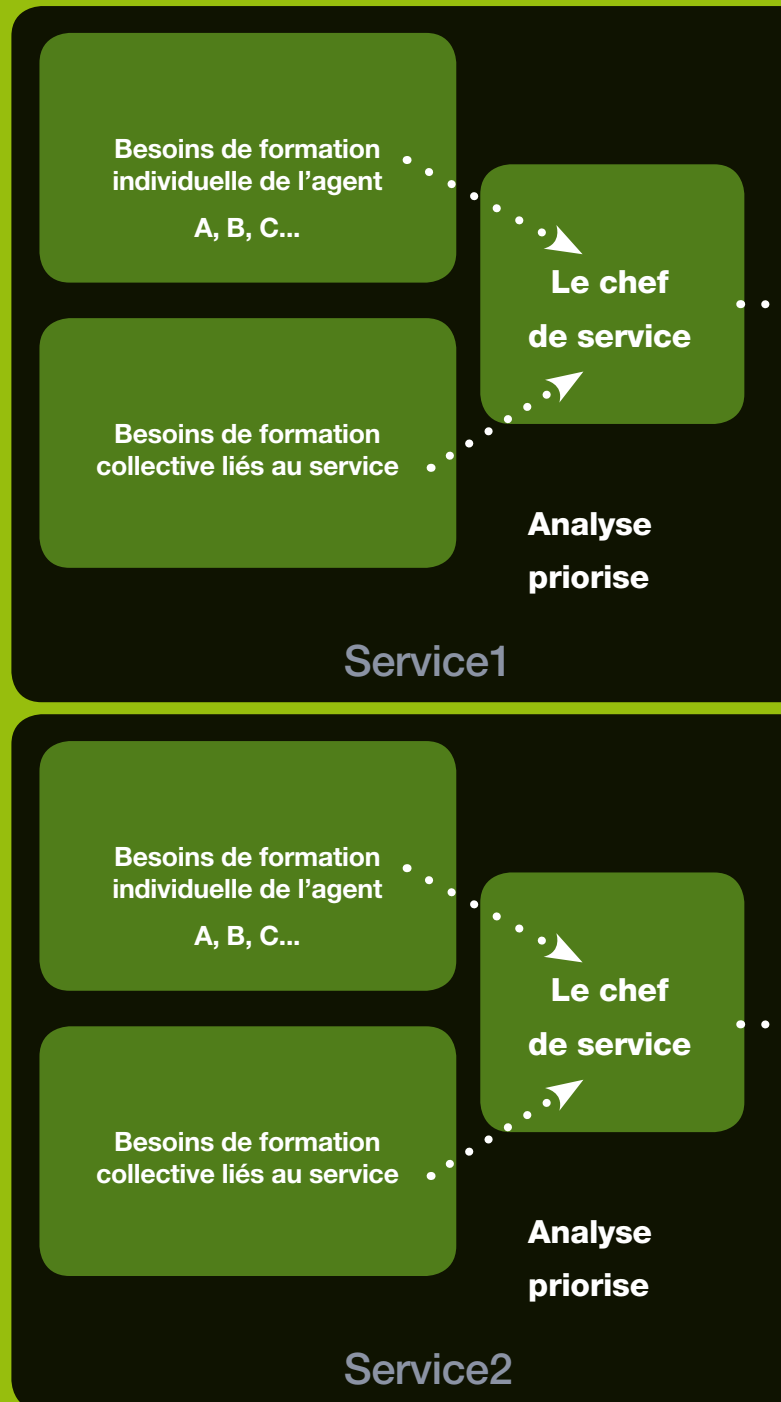 Besoins de formation
individuelle de l’agent
A, B, C...
Le chef
de service
Besoins de formation
collective liés au service
Analyse
priorise
Service1
Besoins de formation
individuelle de l’agent
A, B, C...
Le chef
de service
Besoins de formation
collective liés au service
Analyse
priorise
Service2